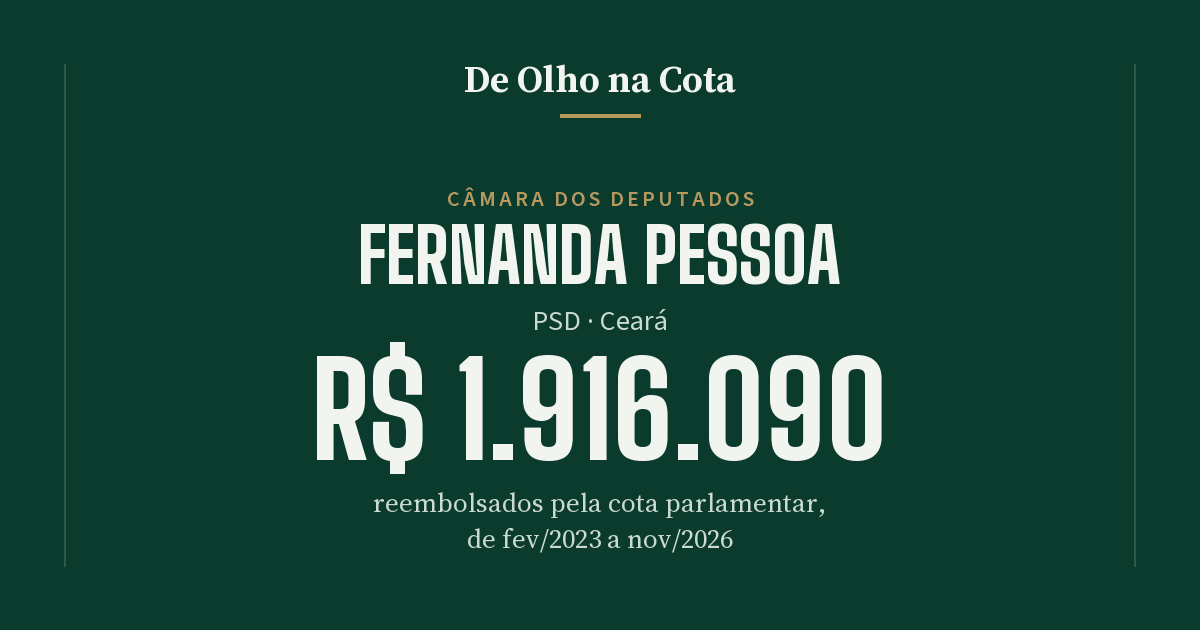 De Olho na Cota
CÂMARA DOS DEPUTADOS
FERNANDA PESSOA
PSD · Ceará
R$ 1.916.090
reembolsados pela cota parlamentar,
de fev/2023 a nov/2026